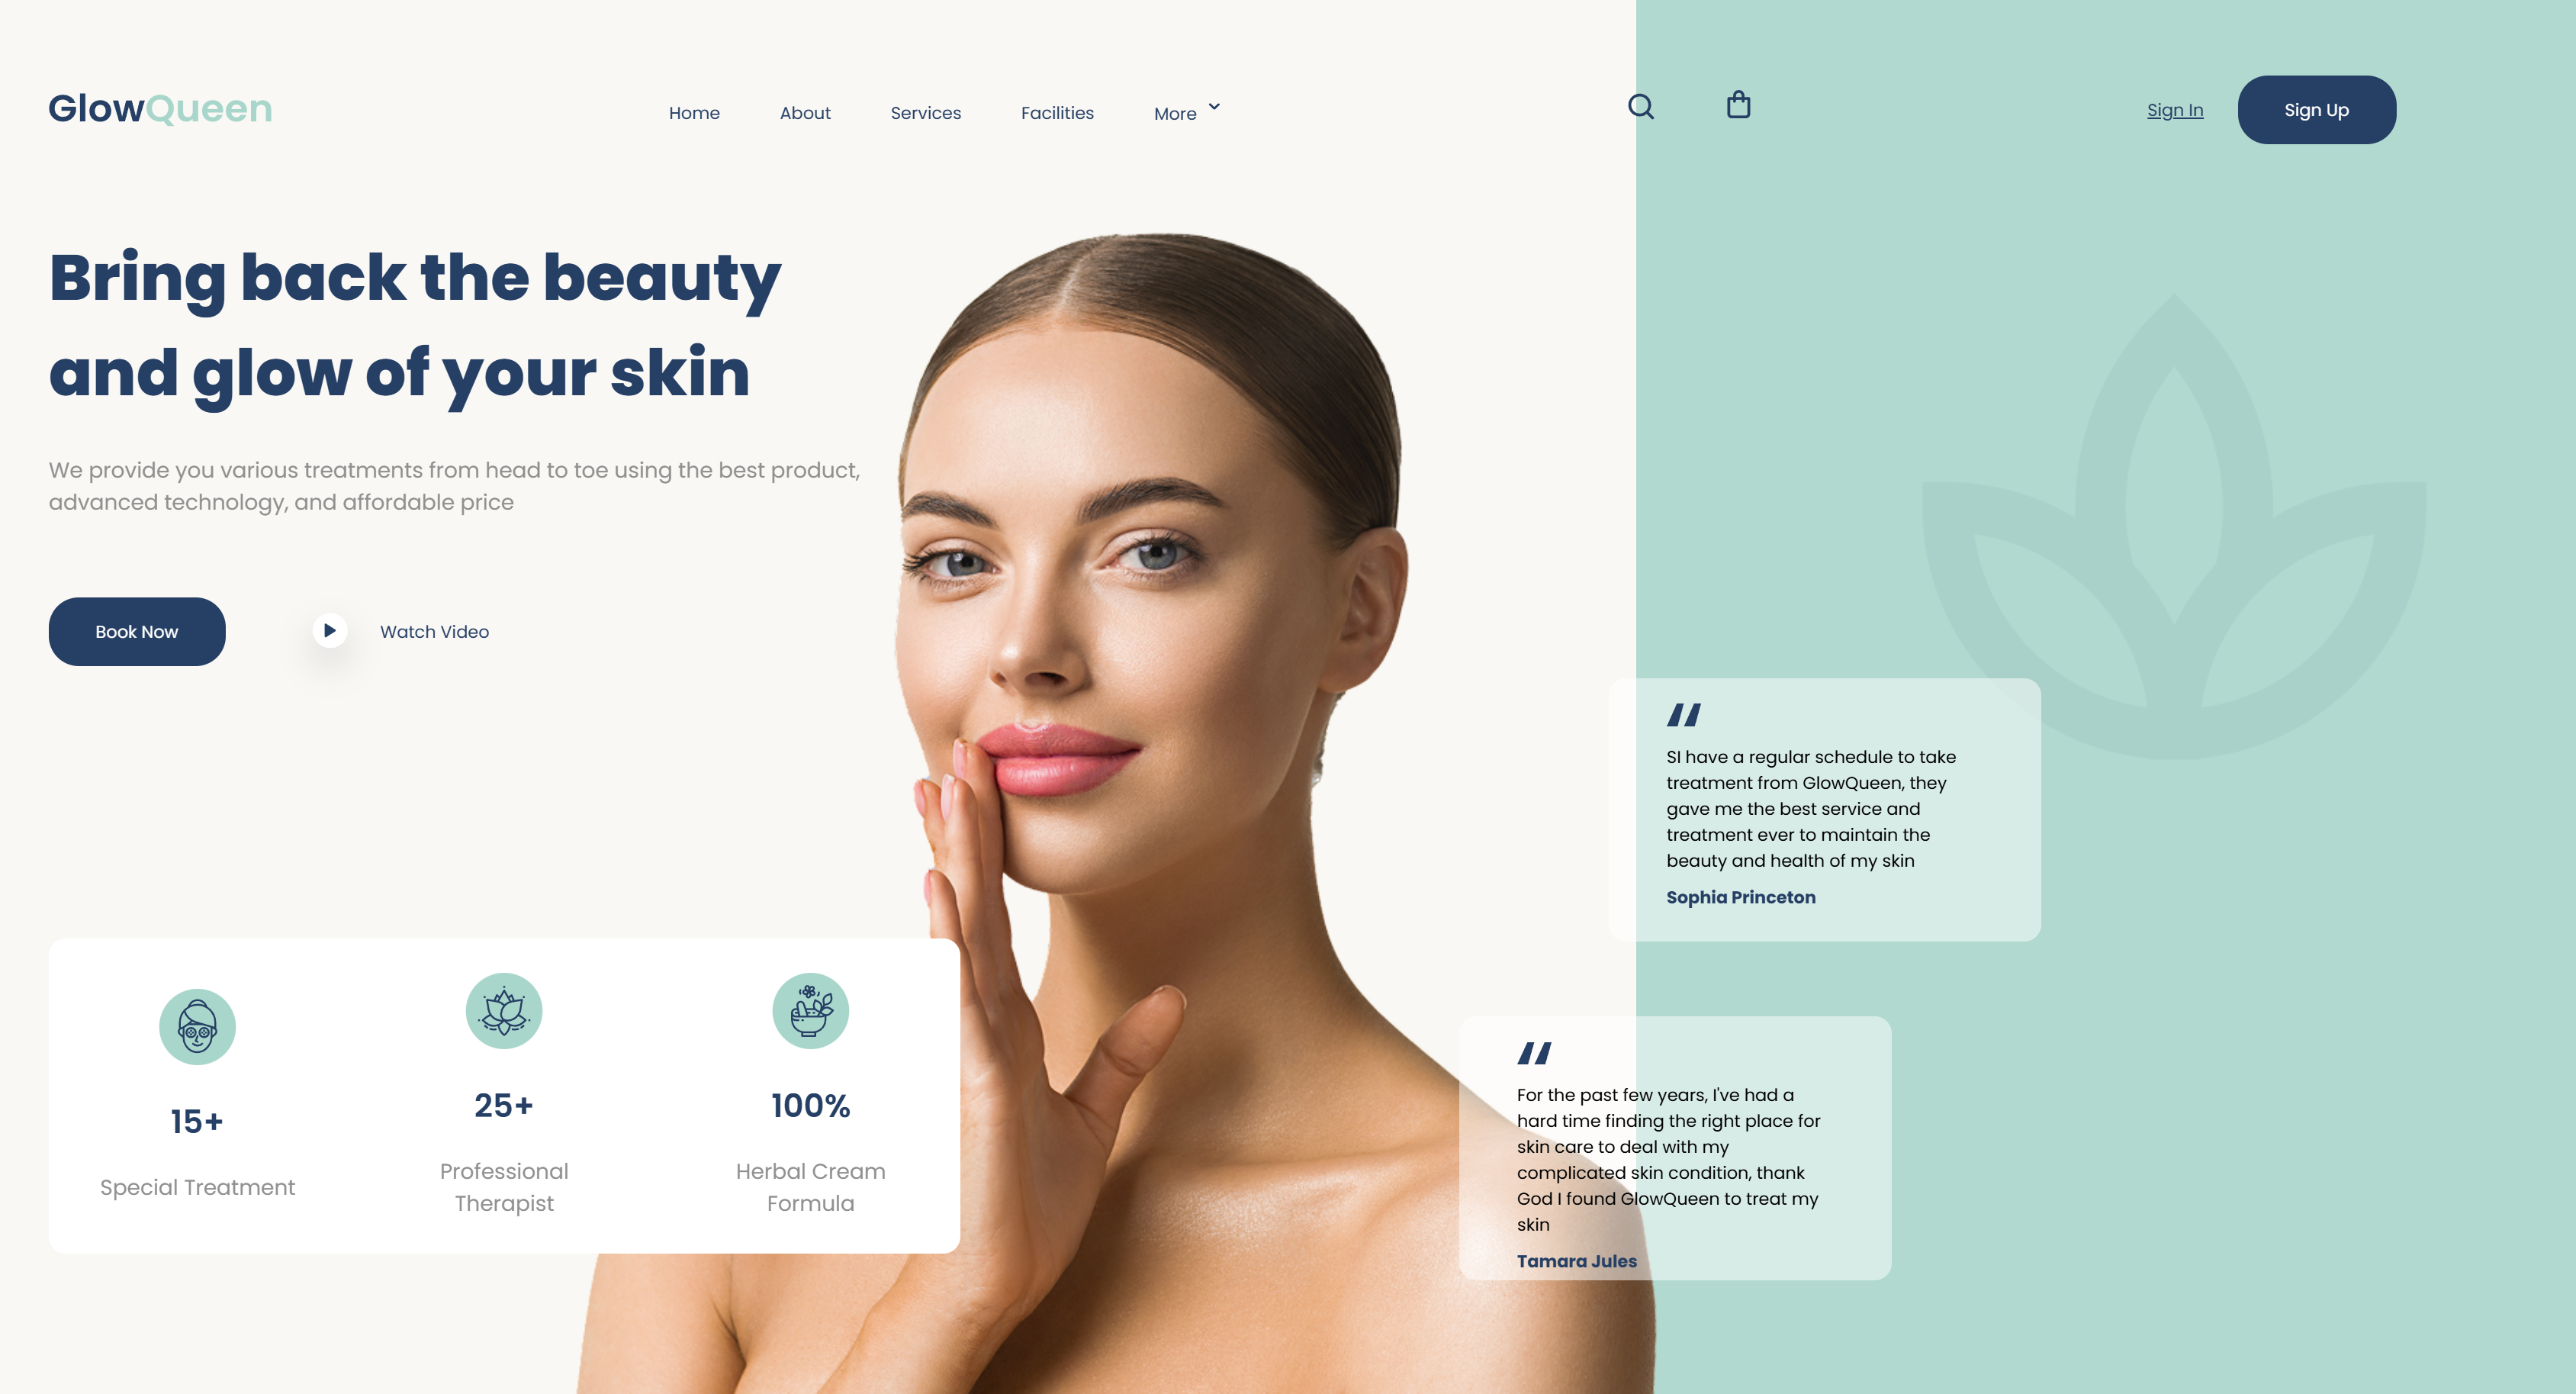 GlowQueen
Home
About
Services
Facilities
More
Sign In
Sign Up
Bring back the beauty
and glow of your skin
We provide you various treatments from head to toe using the best product,
advanced technology, and affordable price
Book Now
Watch Video
SI have a regular schedule to take
treatment from GlowQueen, they
gave me the best service and
treatment ever to maintain the
beauty and health of my skin
Sophia Princeton
15+
Special Treatment
25+
Professional
Therapist
100%
Herbal Cream
Formula
For the past few years, I've had a
hard time finding the right place for
skin care to deal with my
complicated skin condition, thank
God I found GlowQueen to treat my
skin
Tamara Jules